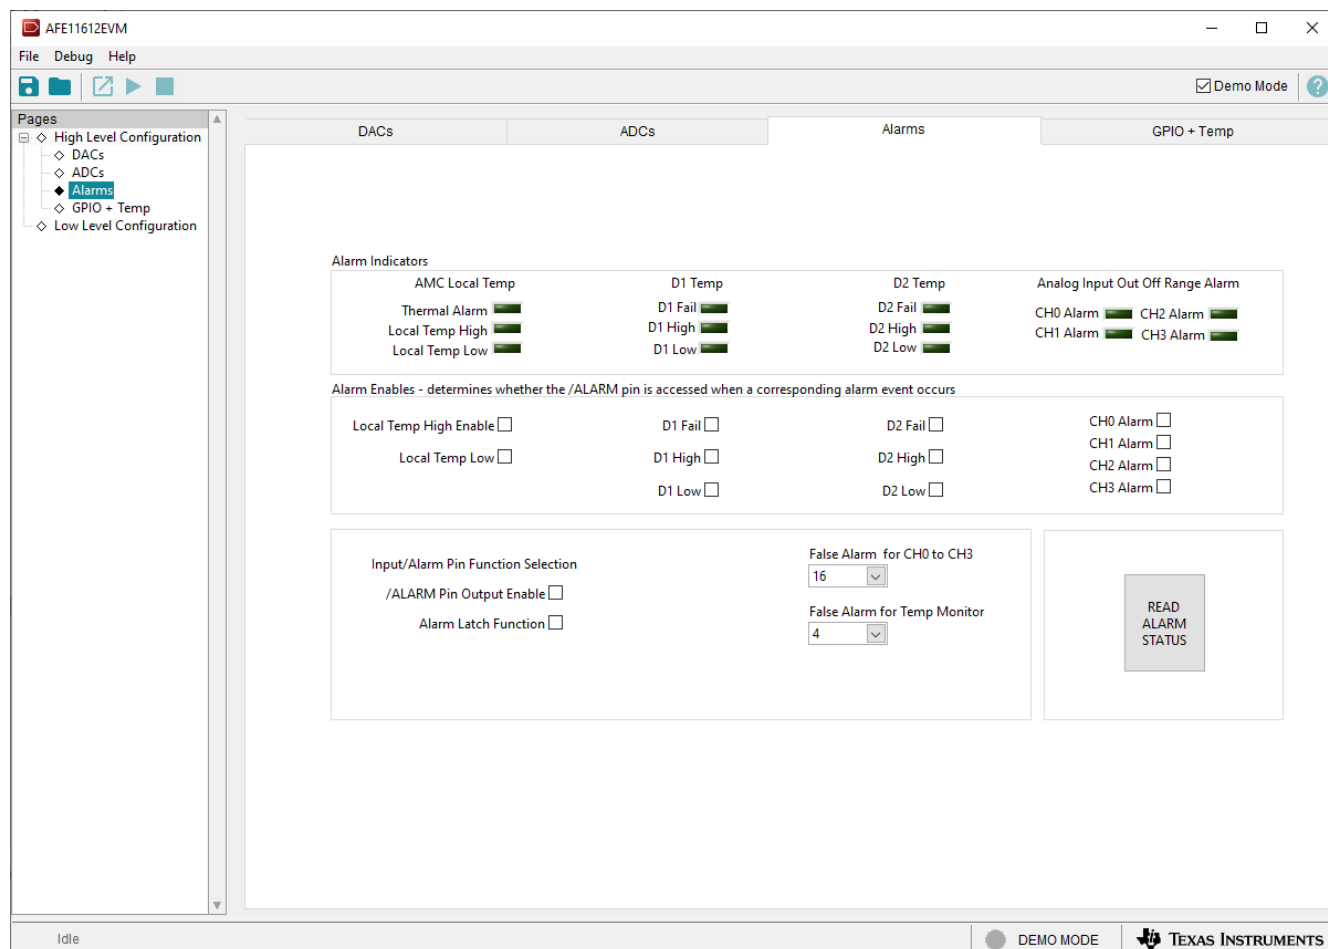 AFE11612EVM
File Debug Help
Demo Mode
Pages
High Level Configuration
DACs
ADCs
Alarms
GPIO + Temp
Low Level Configuration
DACs ADCs Alarms GPIO + Temp
Alarm Indicators
AMC Local Temp D1 Temp D2 Temp Analog Input Out Off Range Alarm
Thermal Alarm D1 Fail D2 Fail CH0 Alarm CH2 Alarm
Local Temp High D1 High D2 High CH1 Alarm CH3 Alarm
Local Temp Low D1 Low D2 Low
Alarm Enables - determines whether the /ALARM pin is accessed when a corresponding alarm event occurs
Local Temp High Enable D1 Fail D2 Fail CH0 Alarm
CH1 Alarm
Local Temp Low D1 High D2 High CH2 Alarm
D1 Low D2 Low CH3 Alarm
Input/Alarm Pin Function Selection
/ALARM Pin Output Enable
Alarm Latch Function
False Alarm for CH0 to CH3
16
False Alarm for Temp Monitor
4
READ
ALARM
STATUS
Idle DEMO MODE TEXAS INSTRUMENTS